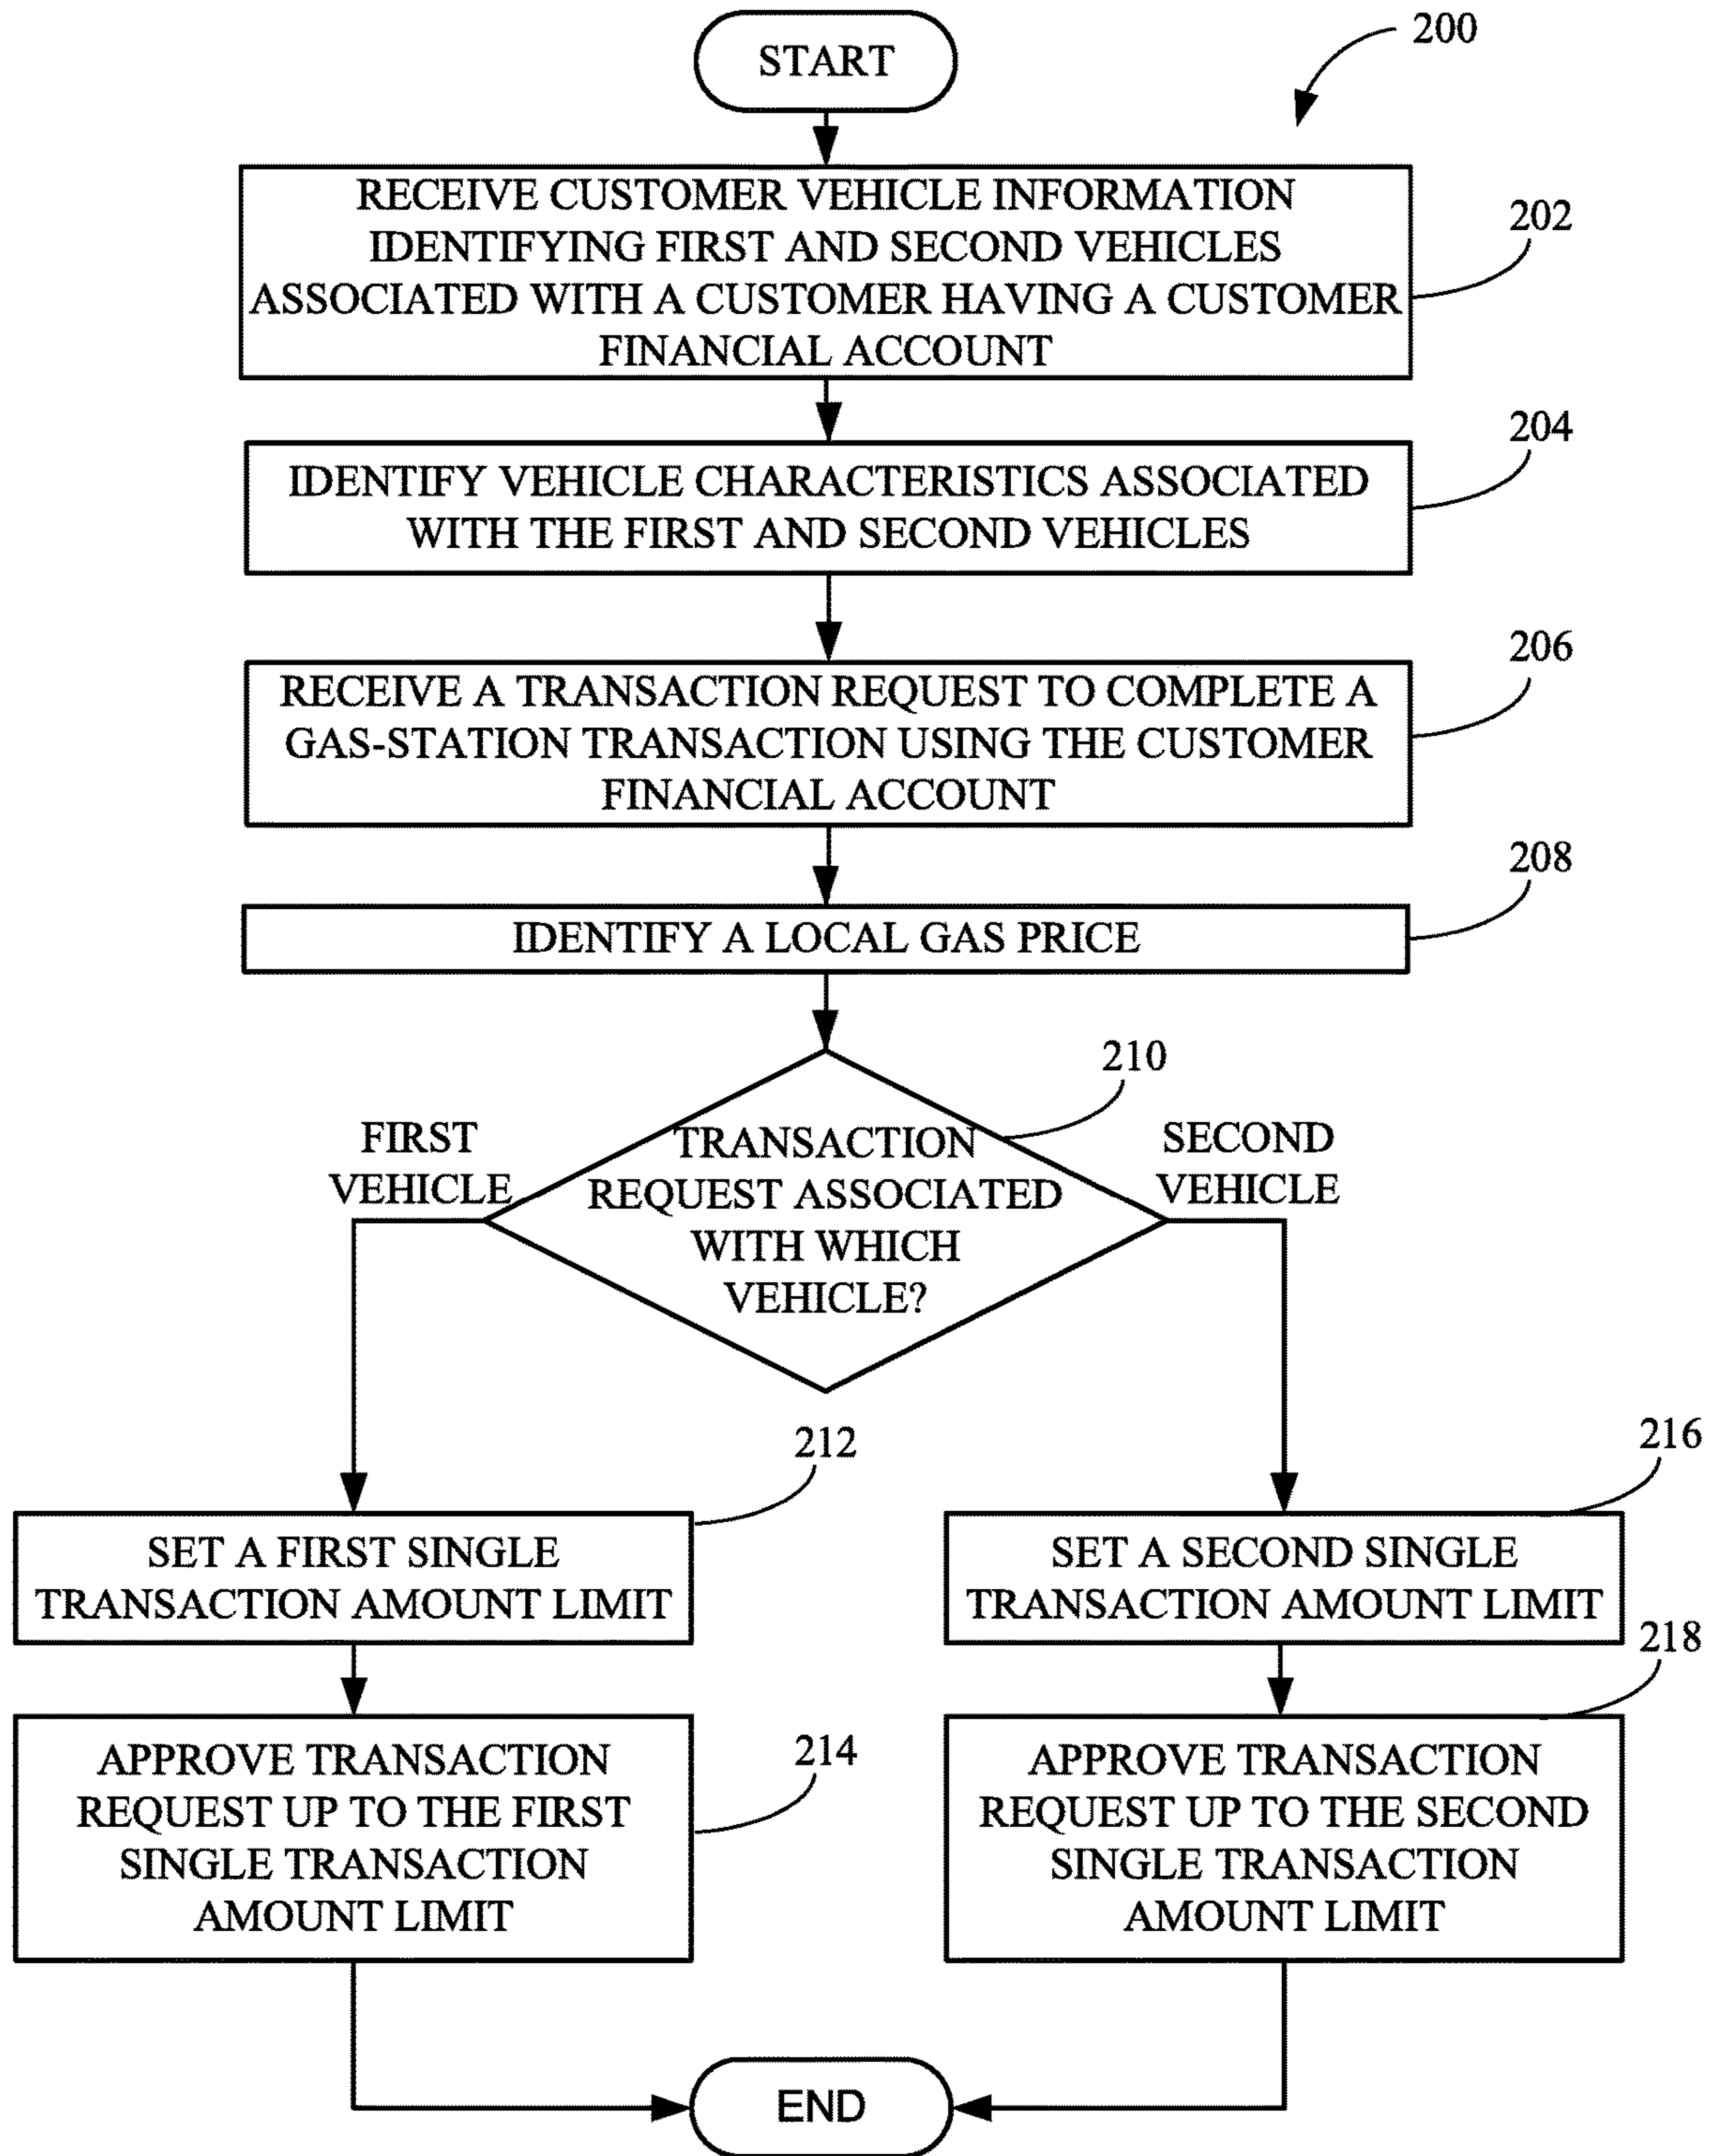 START
200
RECEIVE CUSTOMER VEHICLE INFORMATION
IDENTIFYING FIRST AND SECOND VEHICLES
ASSOCIATED WITH A CUSTOMER HAVING A CUSTOMER
FINANCIAL ACCOUNT
202
IDENTIFY VEHICLE CHARACTERISTICS ASSOCIATED
WITH THE FIRST AND SECOND VEHICLES
204
RECEIVE A TRANSACTION REQUEST TO COMPLETE A
GAS-STATION TRANSACTION USING THE CUSTOMER
FINANCIAL ACCOUNT
206
IDENTIFY A LOCAL GAS PRICE
208
TRANSACTION
REQUEST ASSOCIATED
WITH WHICH
VEHICLE?
210
FIRST
VEHICLE
SECOND
VEHICLE
SET A FIRST SINGLE
TRANSACTION AMOUNT LIMIT
212
APPROVE TRANSACTION
REQUEST UP TO THE FIRST
SINGLE TRANSACTION
AMOUNT LIMIT
214
SET A SECOND SINGLE
TRANSACTION AMOUNT LIMIT
216
APPROVE TRANSACTION
REQUEST UP TO THE SECOND
SINGLE TRANSACTION
AMOUNT LIMIT
218
END